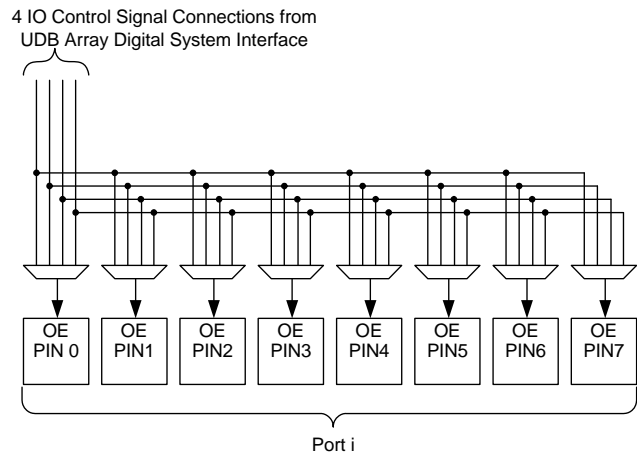 4 IO Control Signal Connections from
UDB Array Digital System Interface
OE
PIN 0
OE
PIN1
OE
PIN2
OE
PIN3
OE
PIN4
OE
PIN5
OE
PIN6
OE
PIN7
Port i